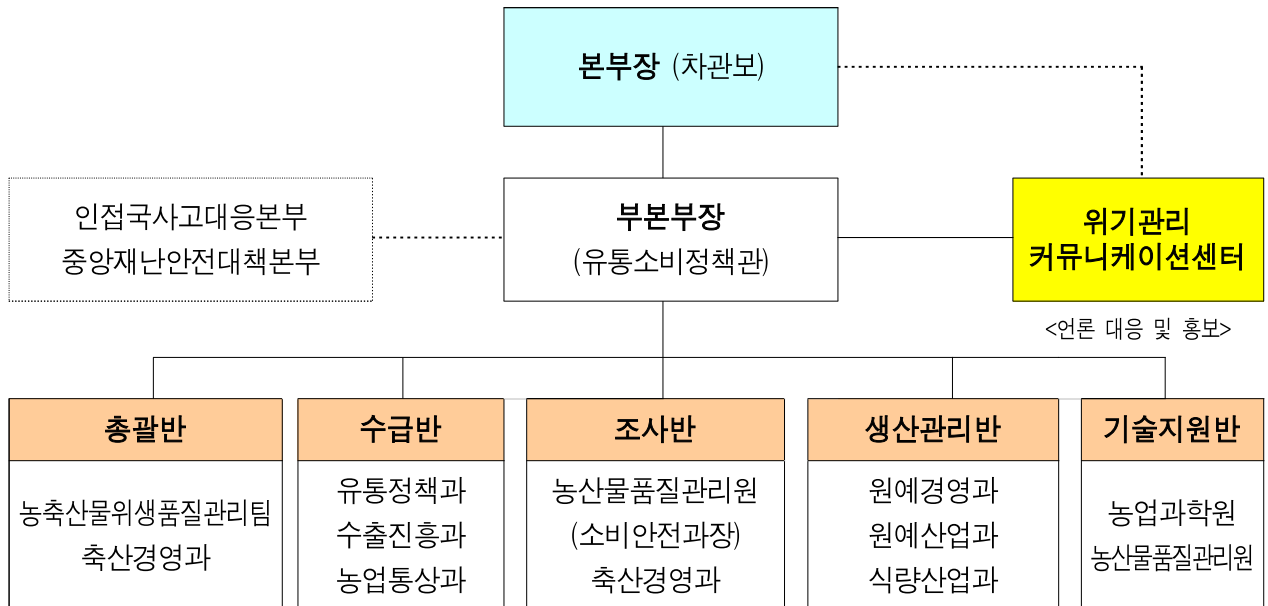 본부장 (차관보)
인접국사고대응본부
중앙재난안전대책본부
부본부장
(유통소비정책관)
위기관리
커뮤니케이션센터
<언론 대응 및 홍보>
총괄반
농축산물위생품질관리팀
축산경영과
수급반
유통정책과
수출진흥과
농업통상과
조사반
농산물품질관리원
(소비안전과장)
축산경영과
생산관리반
원예경영과
원예산업과
식량산업과
기술지원반
농업과학원
농산물품질관리원